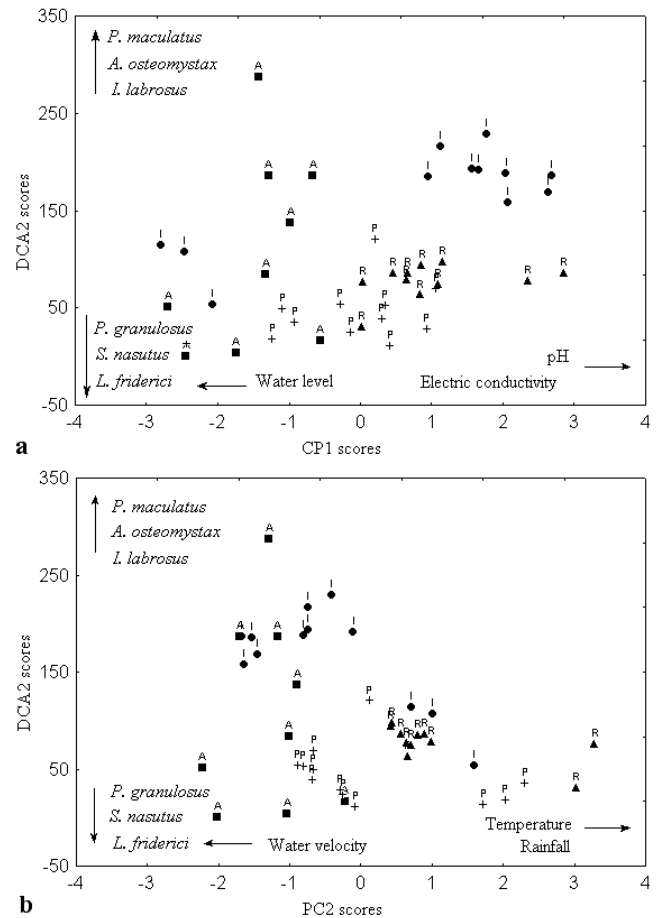 350
P. maculatus
A. osteomystax
I. labrosus
A
I I I I I I I I I
250
A A
150
A
I I I
P
A
R R R R R R R R R R R
50
A
P P P P P P P P P P P
R
A
P. granulosus
S. nasutus
L. friderici
A
Water level
Electric conductivity
pH
-50
-4 -3 -2 -1 0 1 2 3 4
DCA2 scores
CP1 scores
a
350
P. maculatus
A. osteomystax
I. labrosus
A
250
I I I I I I I I I
A A
150
A
I I I
P
A
R R R R R R R R R R
50
A
P P P P P P P P P
P P P
R R
A
P. granulosus
S. nasutus
L. friderici
A A
Water velocity
Temperature
Rainfall
-50
-4 -3 -2 -1 0 1 2 3 4
DCA2 scores
PC2 scores
b